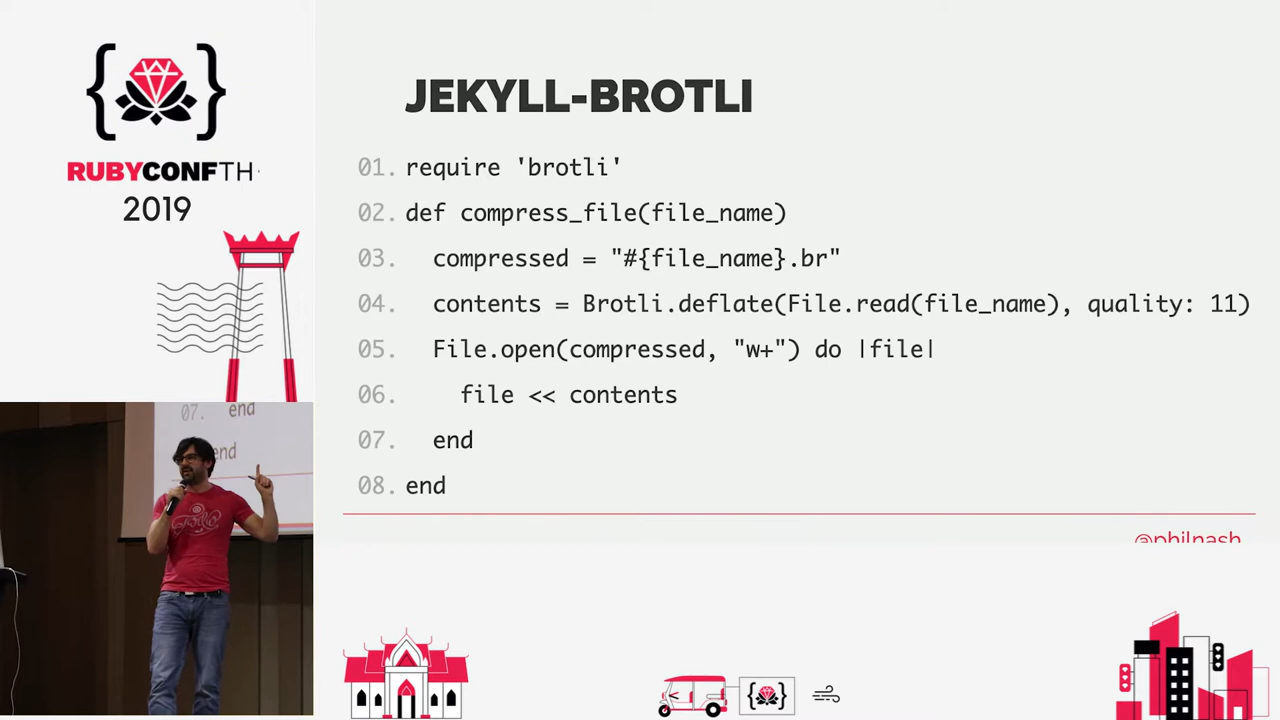 RUBYCONFTH
2019
JEKYLL-BROTLI
01. require 'brotli'
02. def compress_file(file_name)
03. compressed = "#{file_name}.br"
04. contents = Brotli.deflate(File.read(file_name), quality: 11)
05. File.open(compressed, "w+") do |file|
06. file << contents
07. end
08. end
@philnash
07. end
end
twilio